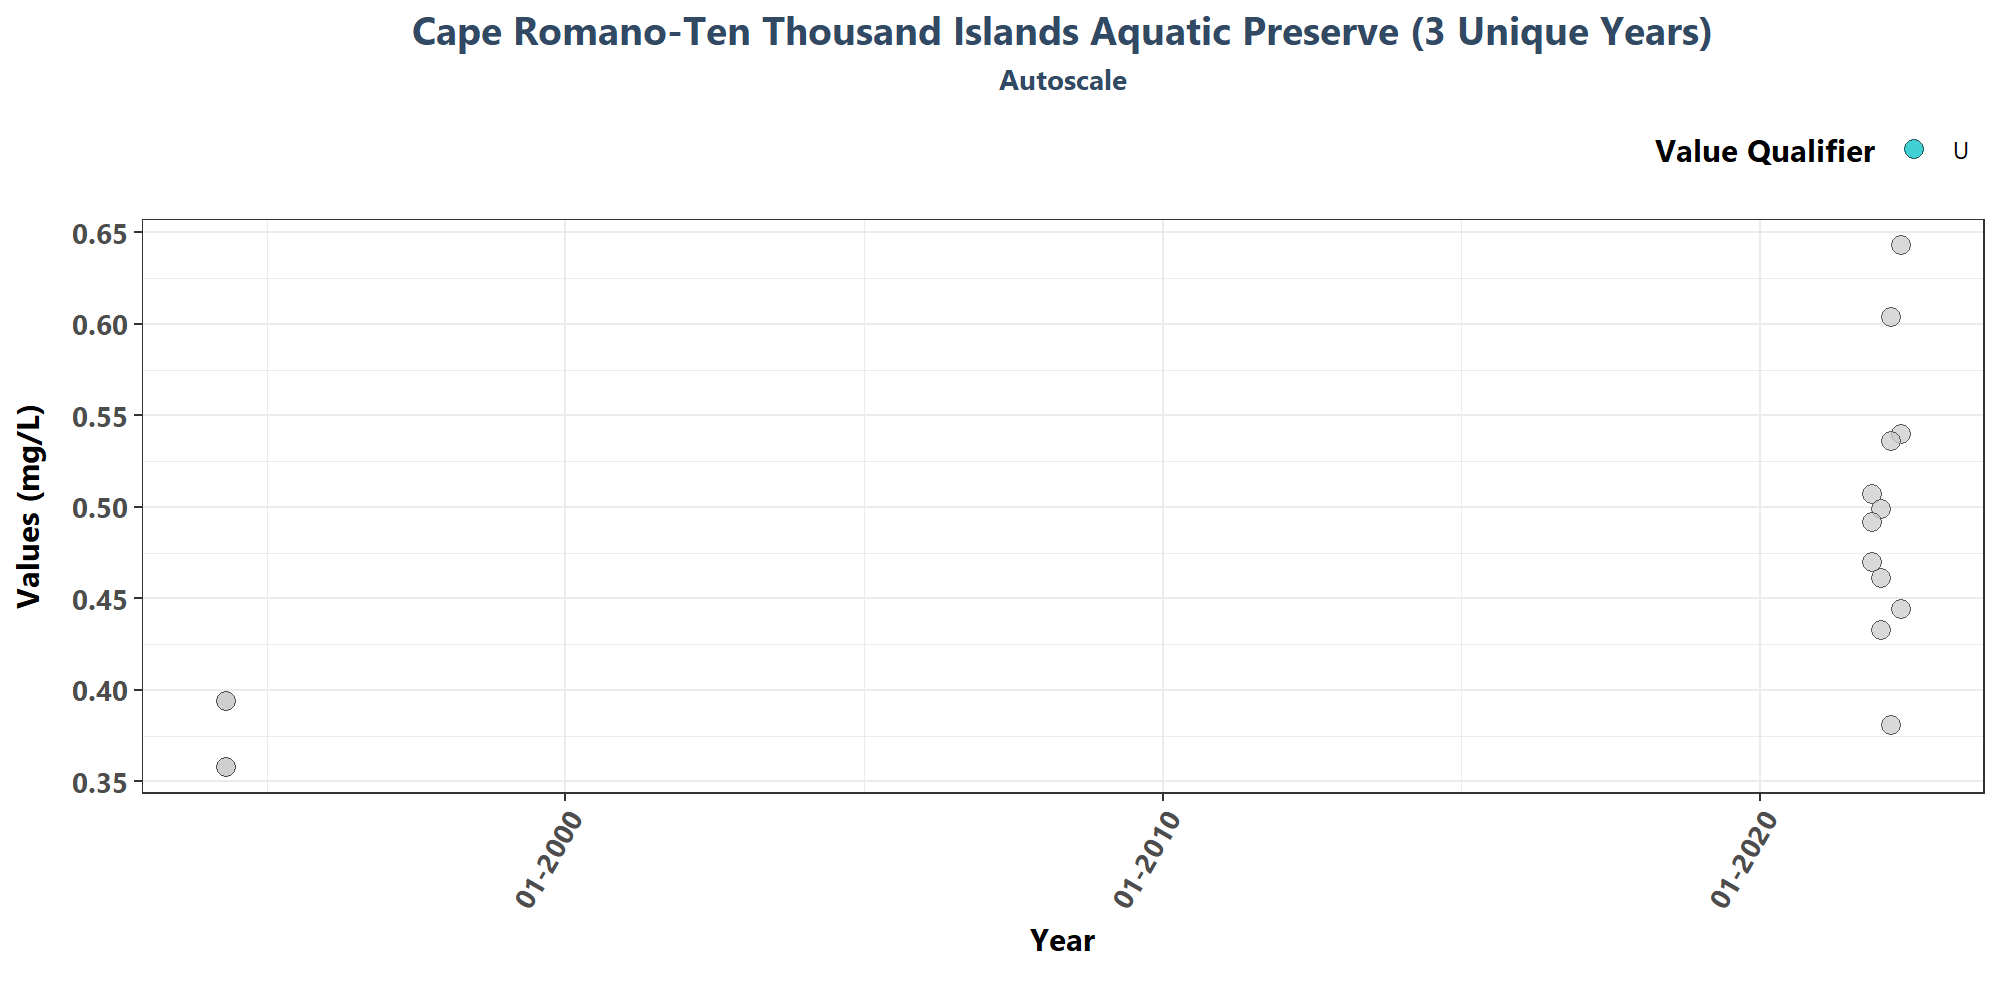 Cape Romano-Ten Thousand Islands Aquatic Preserve (3 Unique Years)
Autoscale
Value Qualifier U
0.65
0.60
0.55
0.50
0.45
0.40
0.35
Values (mg/L)
01-2000
01-2010
01-2020
Year